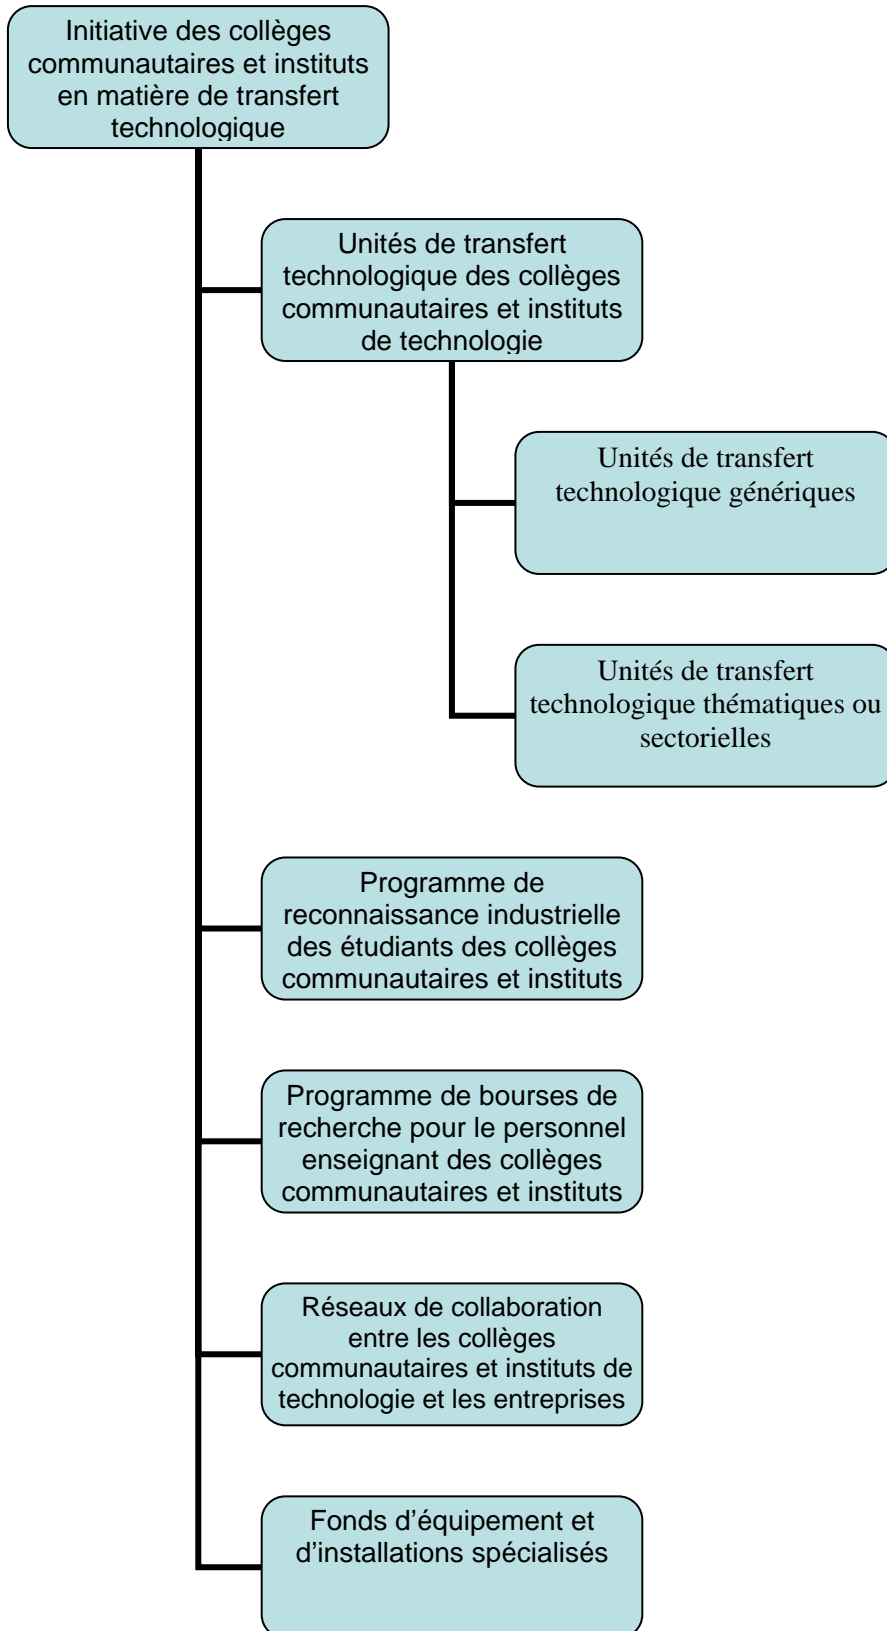 Initiative des collèges
communautaires et instituts
en matière de transfert
technologique
Unités de transfert
technologique des collèges
communautaires et instituts
de technologie
Unités de transfert
technologique génériques
Unités de transfert
technologique thématiques ou
sectorielles
Programme de
reconnaissance industrielle
des étudiants des collèges
communautaires et instituts
Programme de bourses de
recherche pour le personnel
enseignant des collèges
communautaires et instituts
Réseaux de collaboration
entre les collèges
communautaires et instituts de
technologie et les entreprises
Fonds d’équipement et
d’installations spécialisés